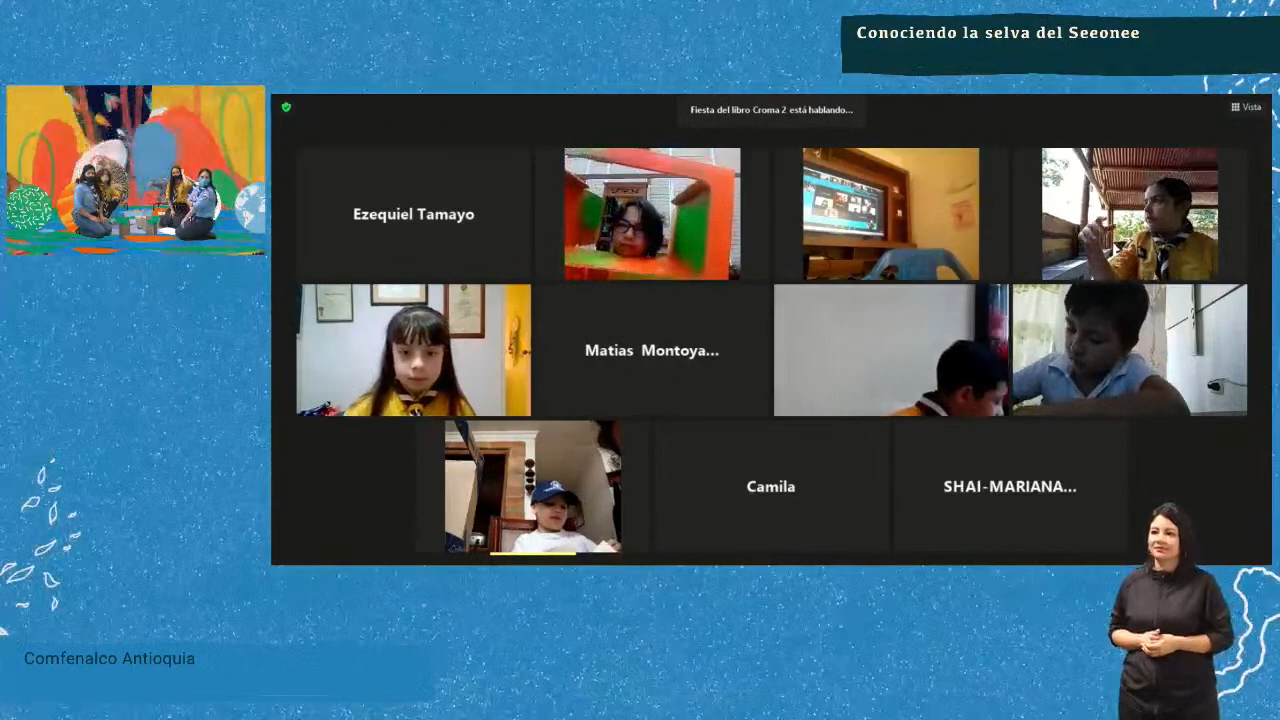 Conociendo la selva del Seeonee
Fiesta del libro Croma 2 está hablando...
Vista
Ezequiel Tamayo
Matias Montoya...
Camila
SHAI-MARIANA...
Comfenalco Antioquia